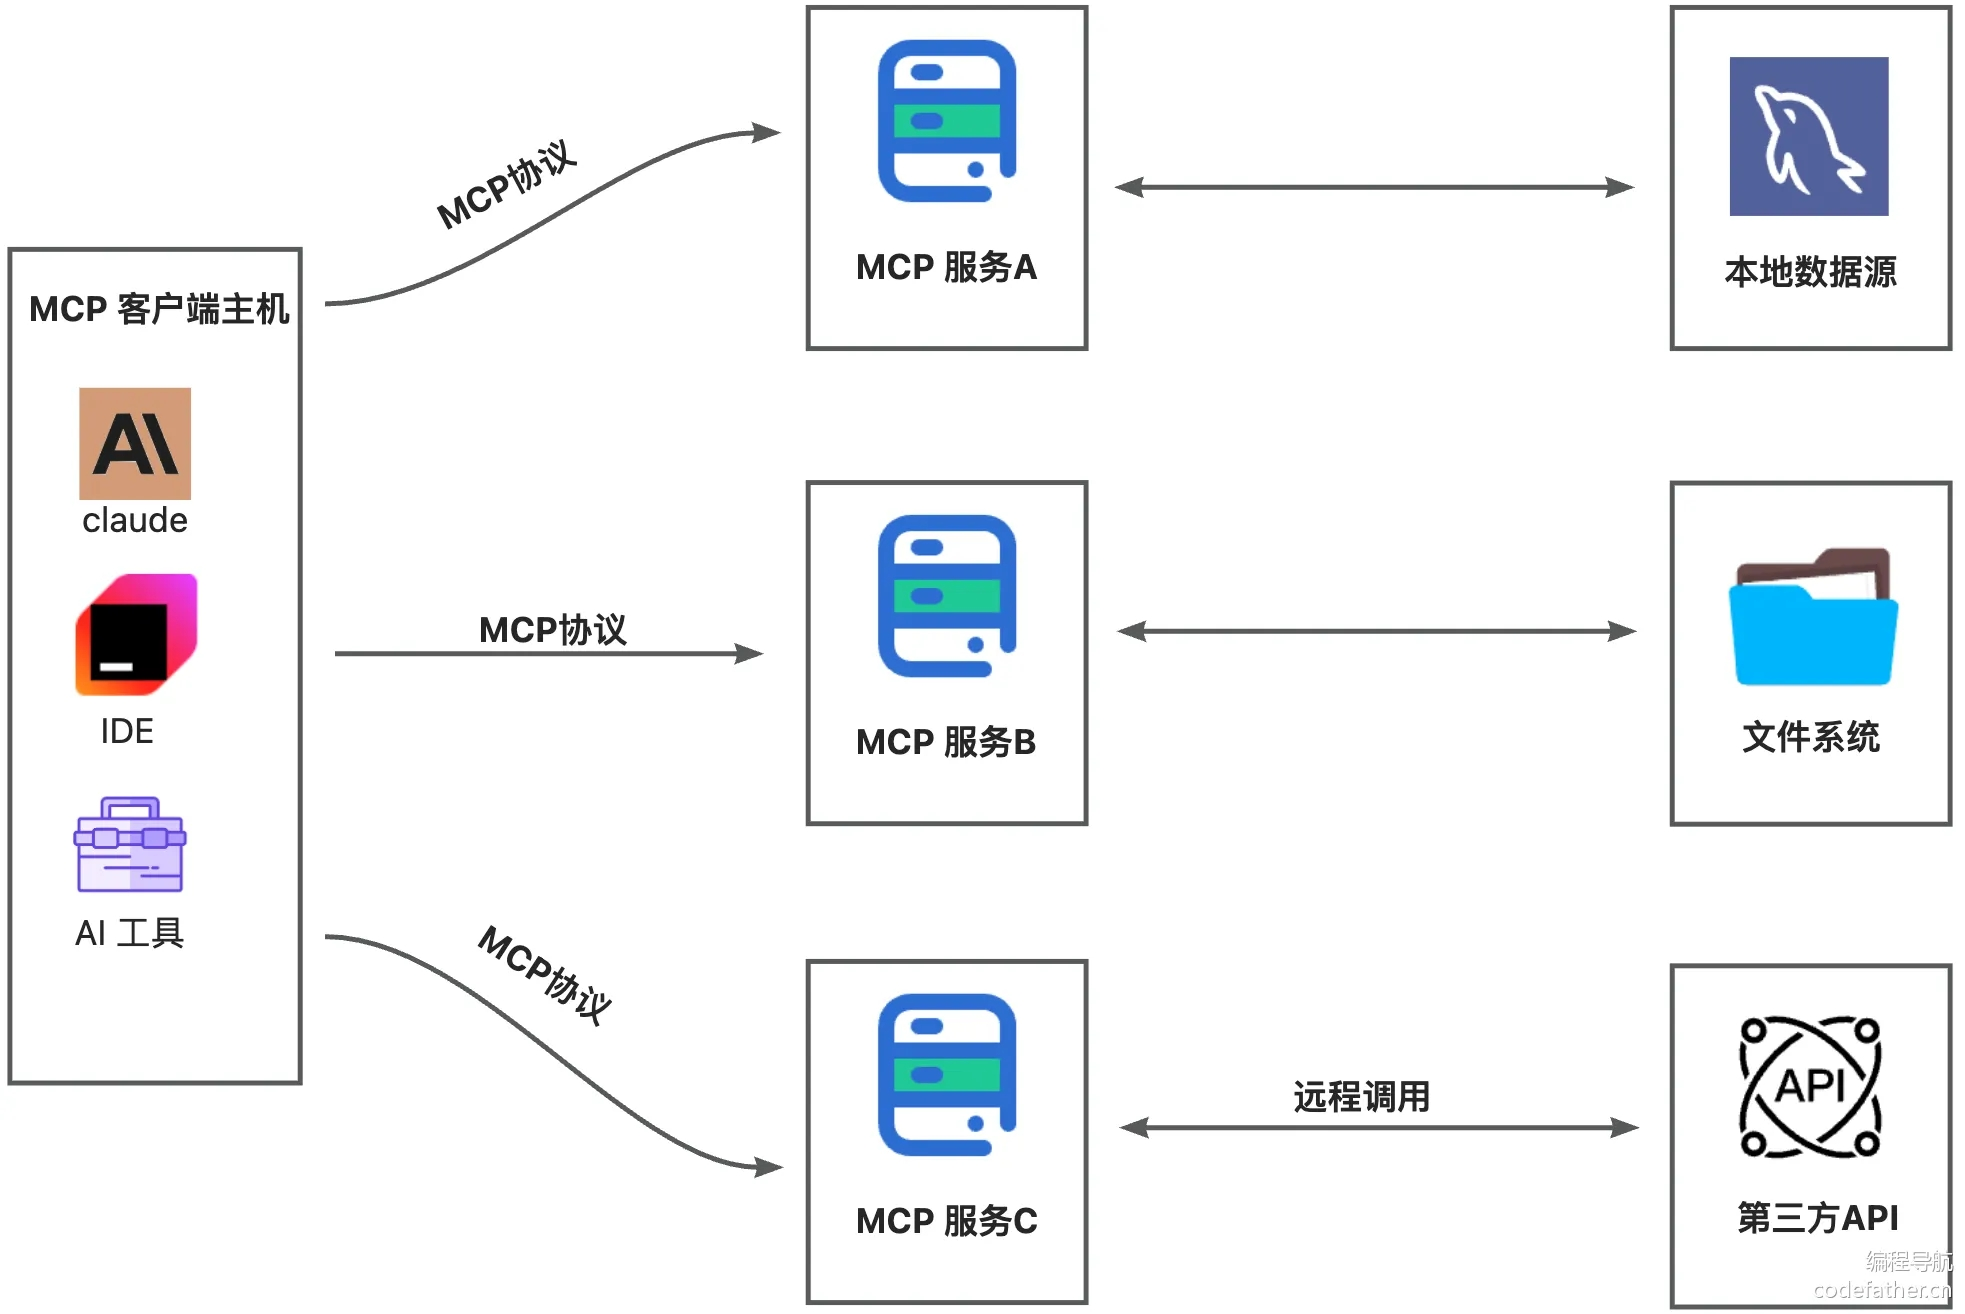 MCP 客户端主机
claude
IDE
AI 工具
MCP协议
MCP协议
MCP协议
MCP 服务A
MCP 服务B
MCP 服务C
远程调用
本地数据源
文件系统
API
第三方API
编程导航
codefather.cn